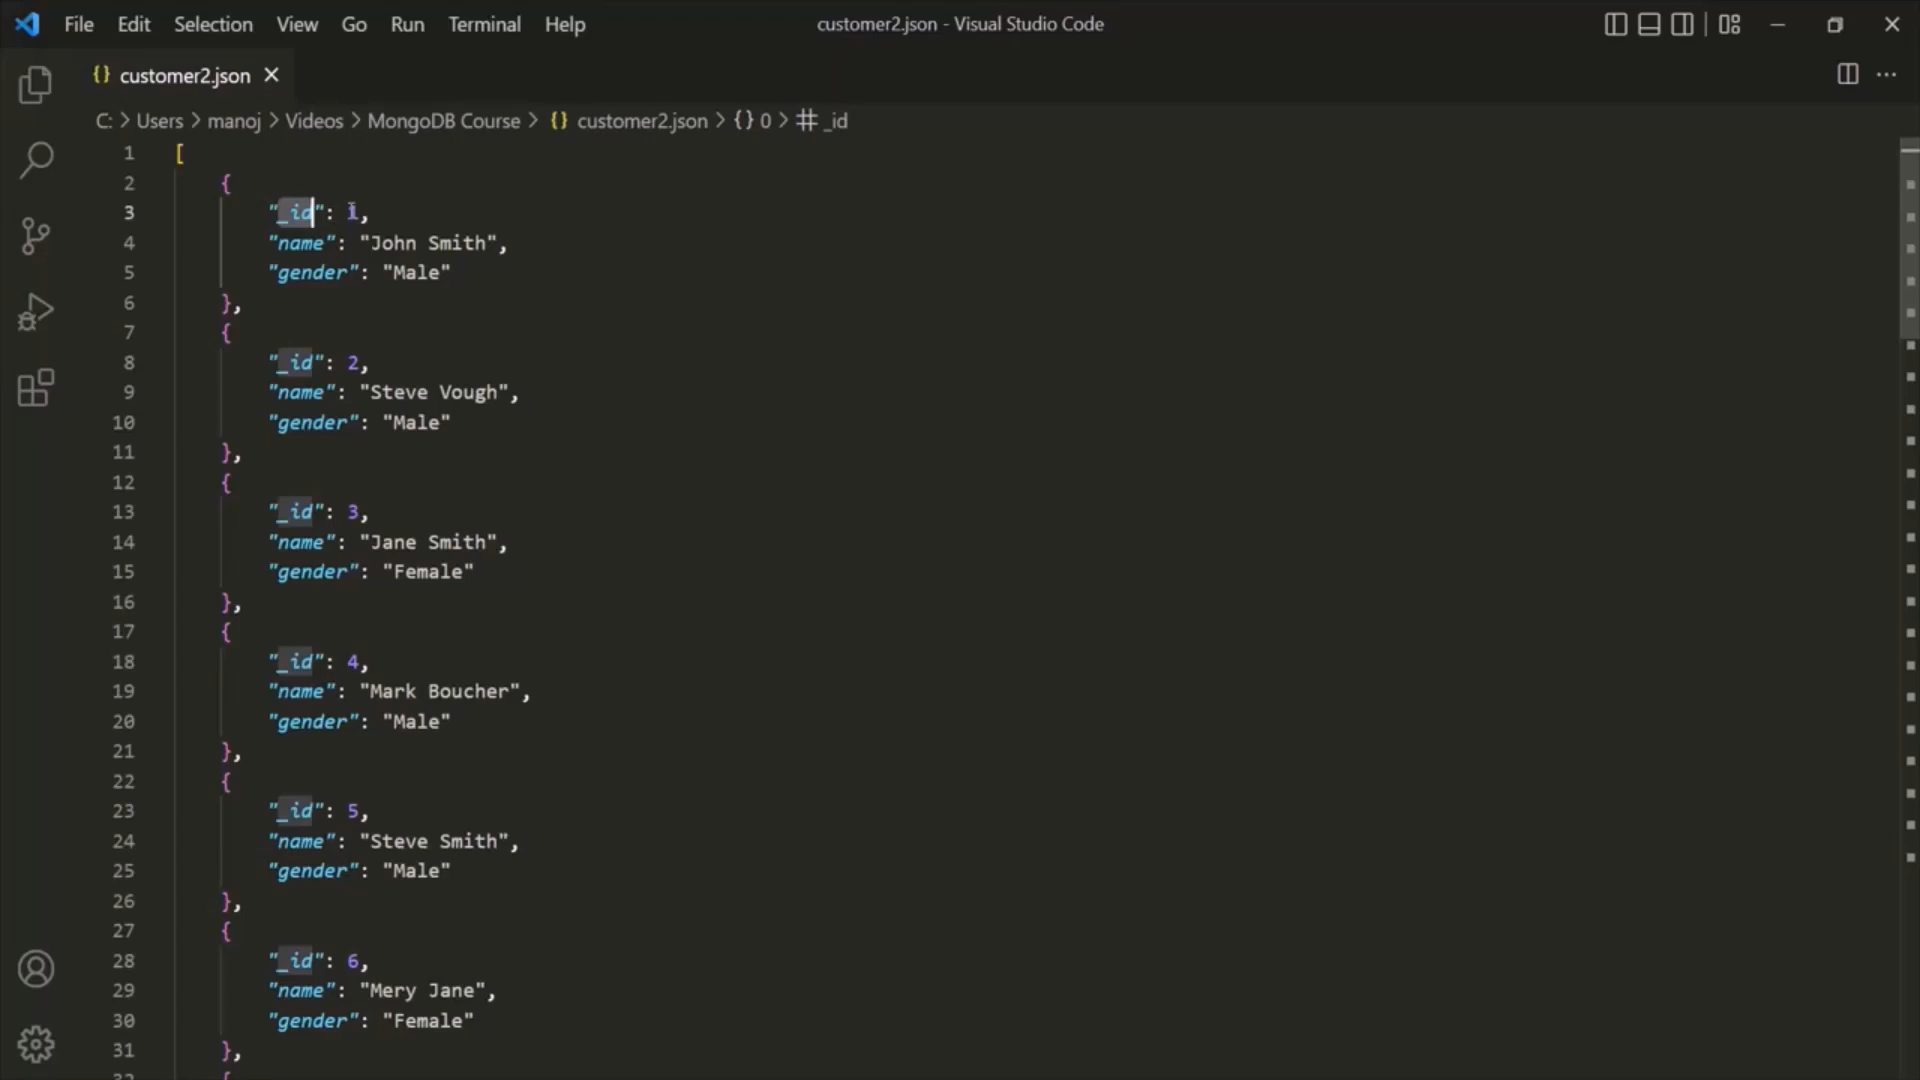 File Edit Selection View Go Run Terminal Help customer2.json - Visual Studio Code
{} customer2.json ×
C: > Users > manoj > Videos > MongoDB Course > {} customer2.json > {} 0 > # _id
1 [
2 {
3 "_id": 1,
4 "name": "John Smith",
5 "gender": "Male"
6 },
7 {
8 "_id": 2,
9 "name": "Steve Vough",
10 "gender": "Male"
11 },
12 {
13 "_id": 3,
14 "name": "Jane Smith",
15 "gender": "Female"
16 },
17 {
18 "_id": 4,
19 "name": "Mark Boucher",
20 "gender": "Male"
21 },
22 {
23 "_id": 5,
24 "name": "Steve Smith",
25 "gender": "Male"
26 },
27 {
28 "_id": 6,
29 "name": "Mery Jane",
30 "gender": "Female"
31 },
32 {